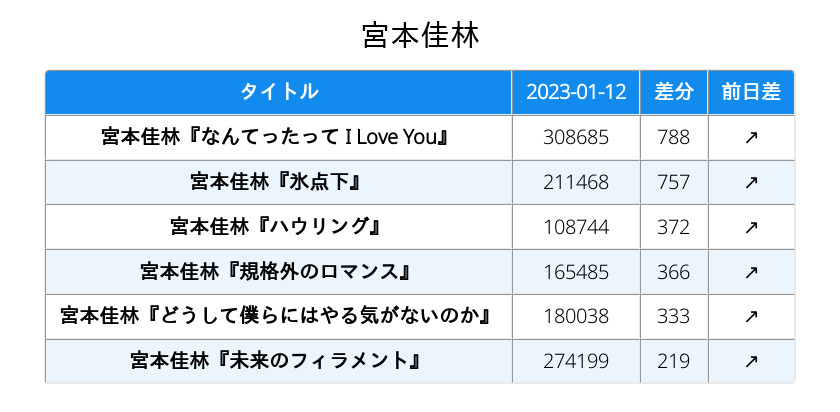 宮本佳林
タイトル 2023-01-12 差分 前日差
宮本佳林『なんてったって I Love You』 308685 788 ↗
宮本佳林『氷点下』 211468 757 ↗
宮本佳林『ハウリング』 108744 372 ↗
宮本佳林『規格外のロマンス』 165485 366 ↗
宮本佳林『どうして僕らにはやる気がないのか』 180038 333 ↗
宮本佳林『未来のフィラメント』 274199 219 ↗